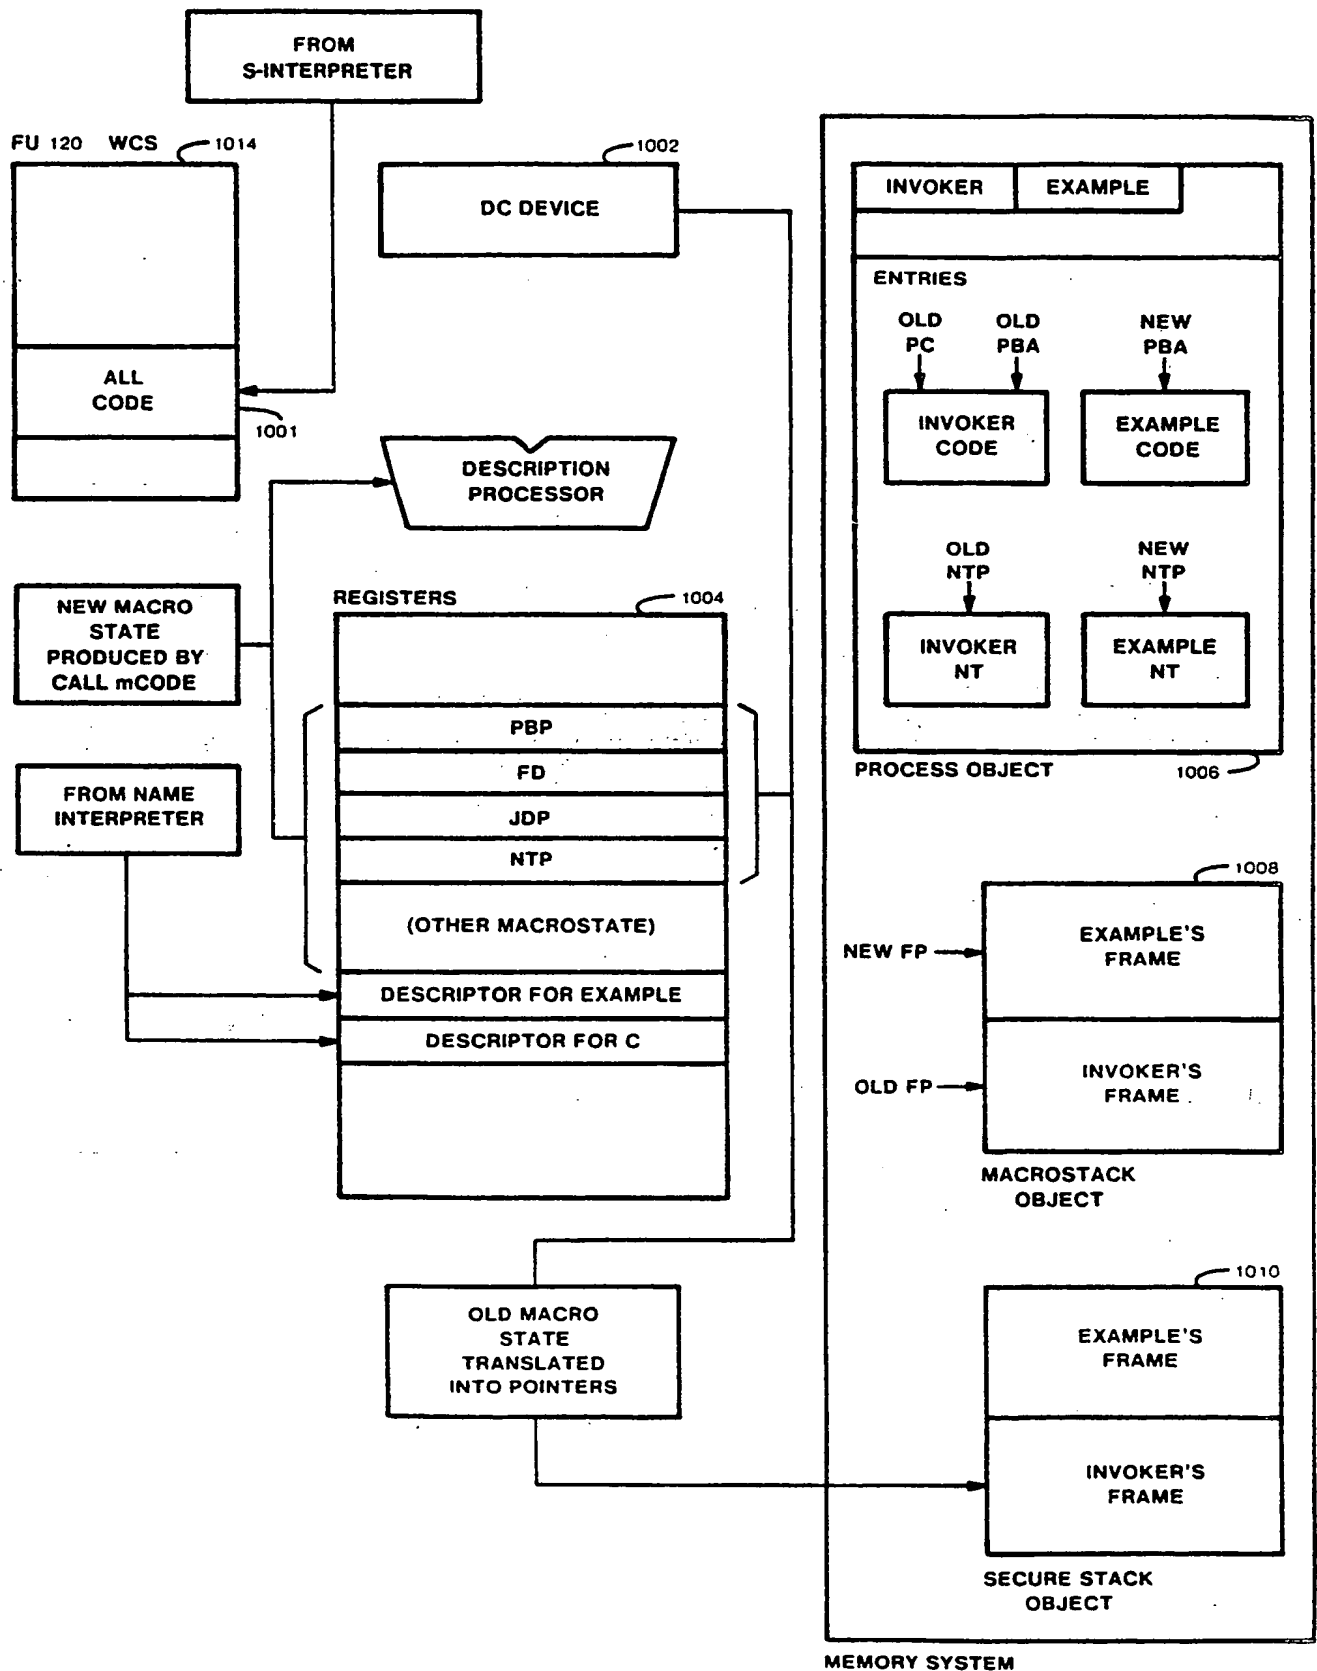 FROM
S-INTERPRETER
FU 120 WCS
1014
ALL
CODE
1001
1002
DC DEVICE
DESCRIPTION
PROCESSOR
NEW MACRO
STATE
PRODUCED BY
CALL mCODE
FROM NAME
INTERPRETER
REGISTERS
1004
PBP
FD
JDP
NTP
(OTHER MACROSTATE)
DESCRIPTOR FOR EXAMPLE
DESCRIPTOR FOR C
OLD MACRO
STATE
TRANSLATED
INTO POINTERS
INVOKER
EXAMPLE
ENTRIES
OLD
PC
OLD
PBA
NEW
PBA
INVOKER
CODE
EXAMPLE
CODE
OLD
NTP
NEW
NTP
INVOKER
NT
EXAMPLE
NT
PROCESS OBJECT
1006
1008
NEW FP
EXAMPLE'S
FRAME
OLD FP
INVOKER'S
FRAME
MACROSTACK
OBJECT
1010
EXAMPLE'S
FRAME
INVOKER'S
FRAME
SECURE STACK
OBJECT
MEMORY SYSTEM